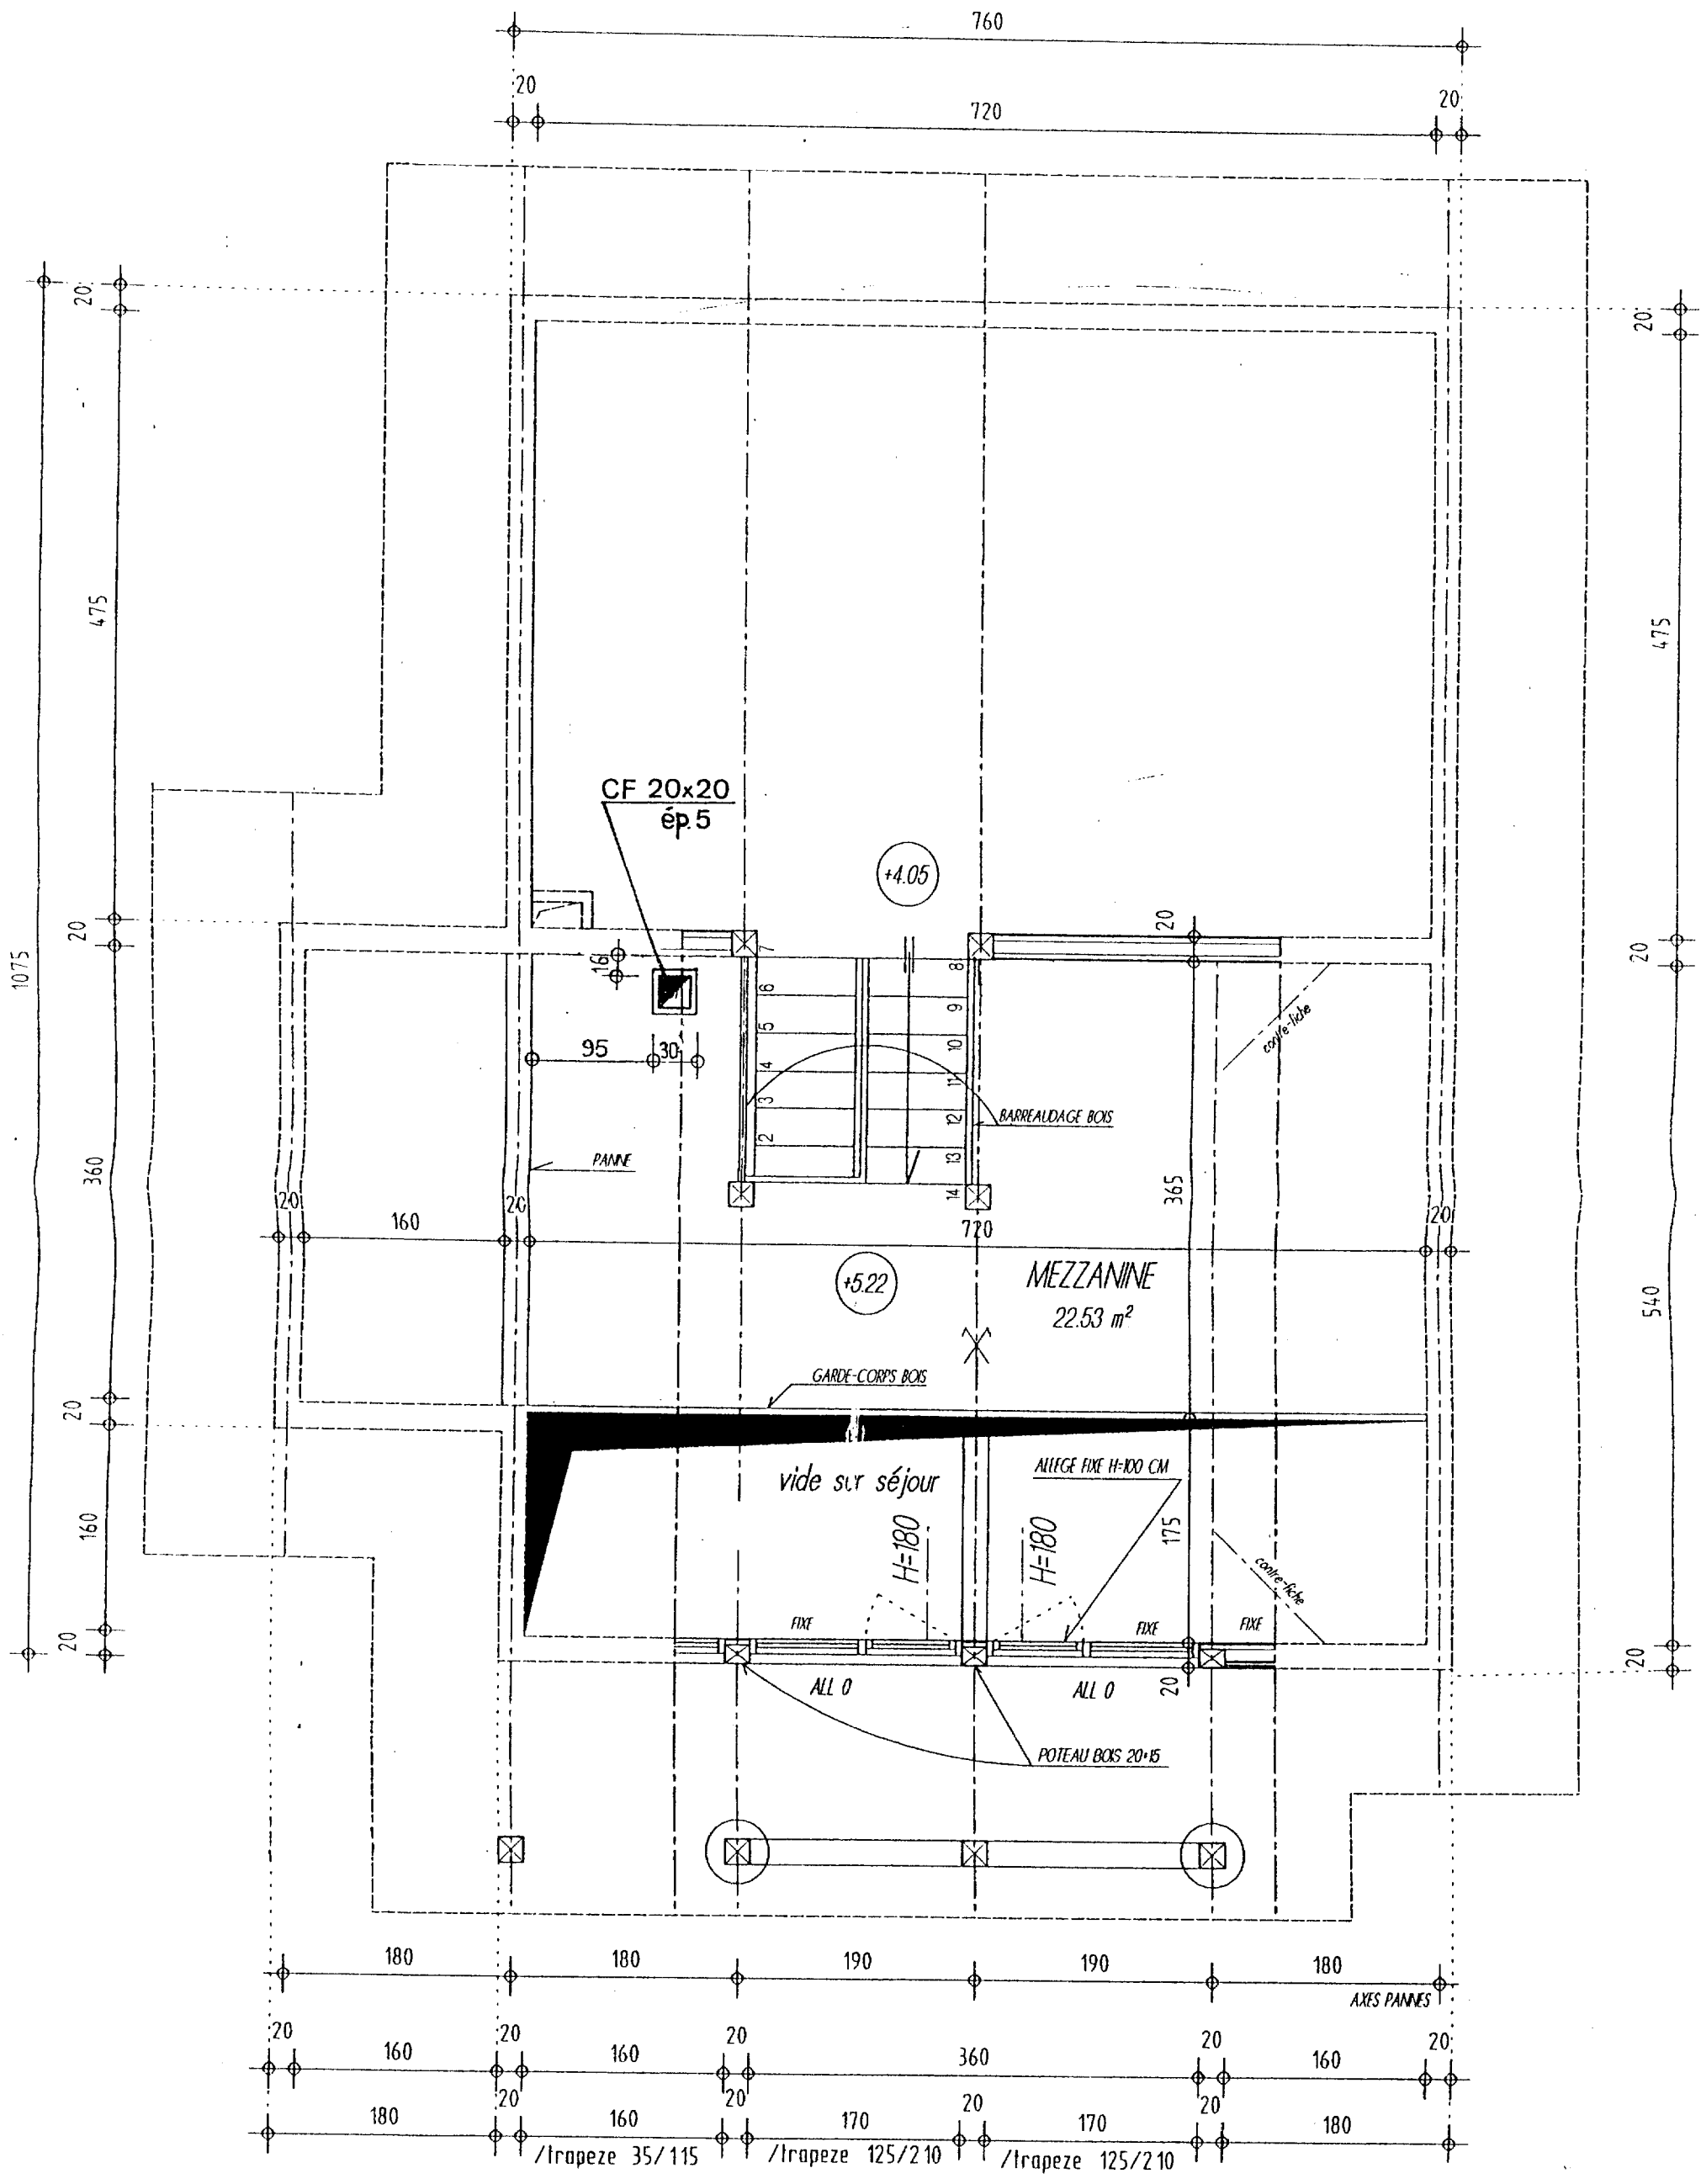 760
20
720
20
20
20
475
475
CF 20x20
ép.5
+4.05
20
20
20
7
8
16
1075
6
9
5
10
contre-fiche
95
30
4
11
3
12
BARREAUDAGE BOIS
2
13
PANNE
14
360
365
20
160
20
720
20
+5.22
MEZZANINE
22.53 m²
540
GARDE-CORPS BOIS
20
vide sur séjour
ALLEGE FIXE H=100 CM
160
H=180
H=180
175
contre-fiche
FIXE
FIXE
FIXE
20
20
20
ALL 0
ALL 0
POTEAU BOIS 20*15
180
180
190
190
180
AXES PANNES
20
20
20
20
20
160
160
360
160
20
20
20
20
180
160
170
170
180
/trapeze 35/115
/trapeze 125/210
/trapeze 125/210